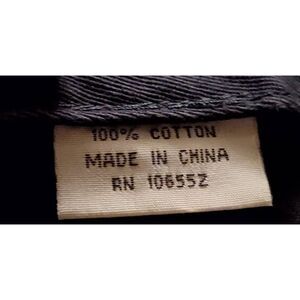 100% COTTON
MADE IN CHINA
RN 106552